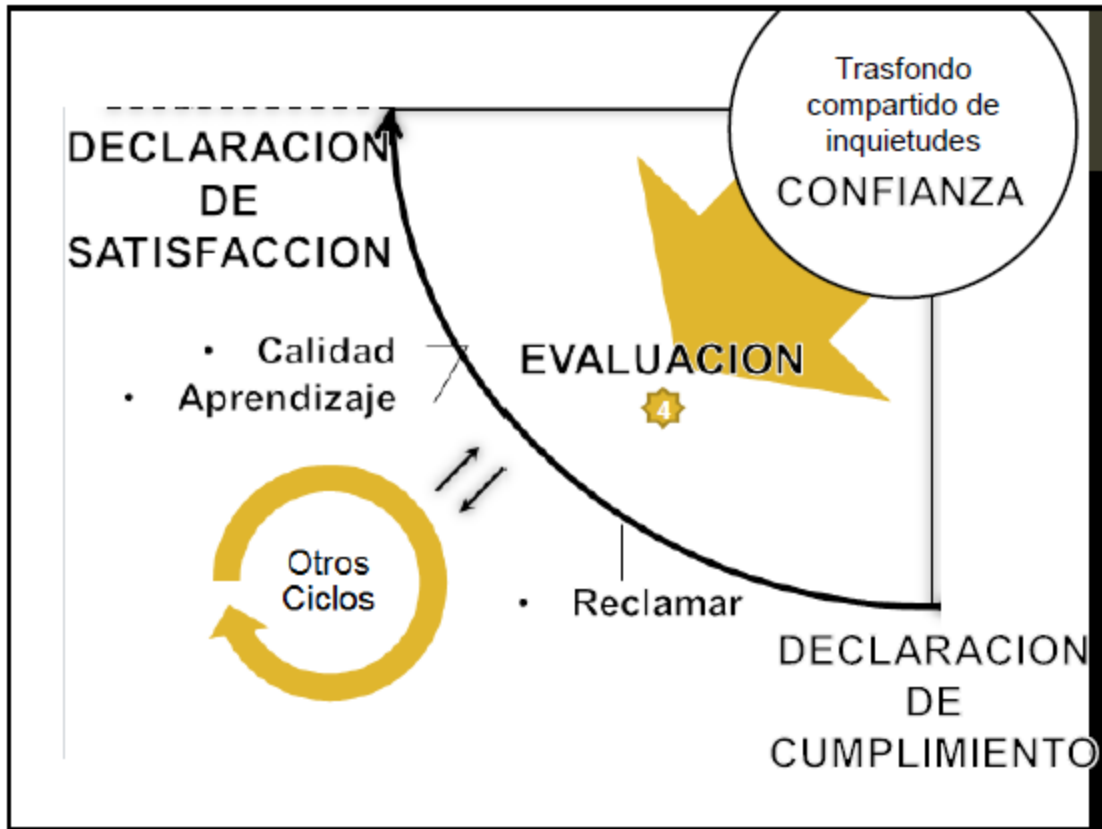 Trasfondo
compartido de
inquietudes
CONFIANZA
DECLARACION
DE
SATISFACCION
• Calidad
• Aprendizaje
EVALUACION
4
Otros
Ciclos
• Reclamar
DECLARACION
DE
CUMPLIMIENTO